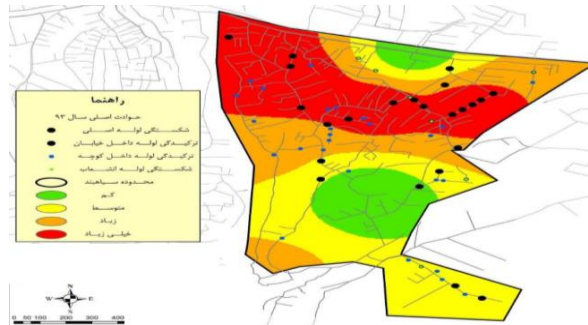 راهنما
حوادث اصلی سال ۹۳
شکستگی لوله اصلی
ترکیدگی لوله داخل خیابان
ترکیدگی لوله داخل کوچه
شکستگی لوله انشعاب
محدوده سیاهبند
کم
متوسط
زیاد
خیلی زیاد
N
W E
S
0 50 100 200 300 400